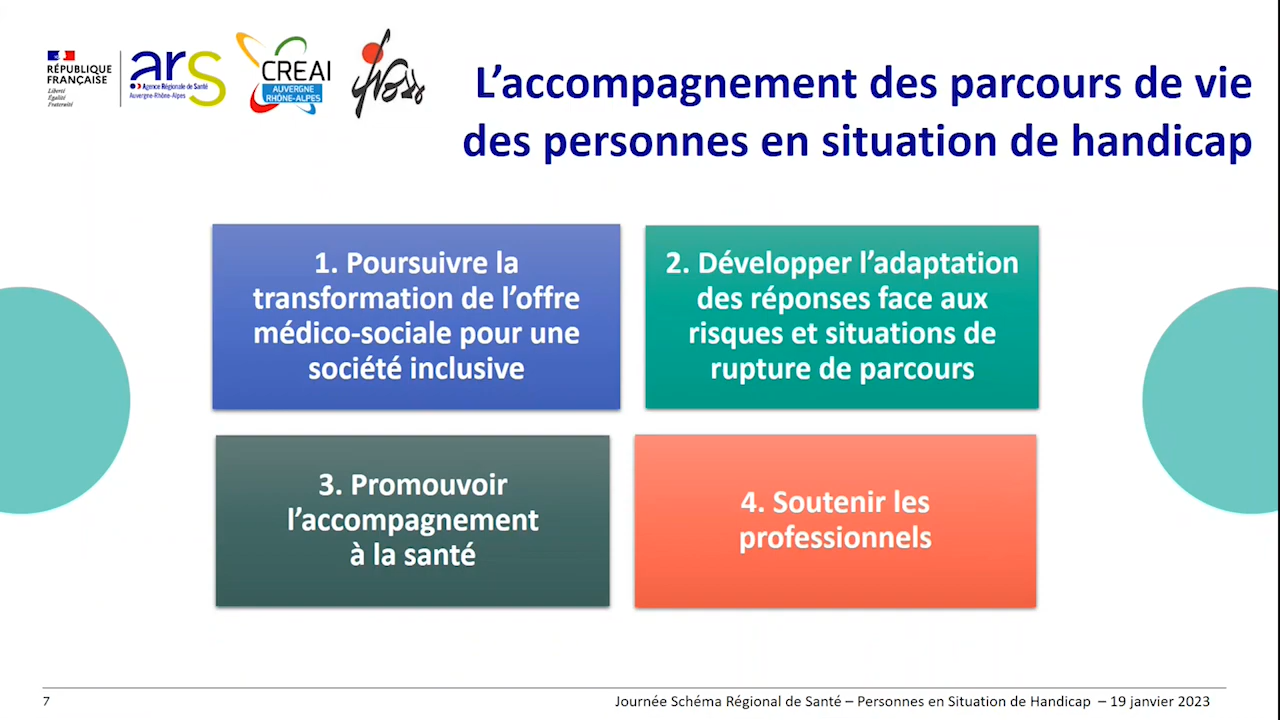 RÉPUBLIQUE
FRANÇAISE
Liberté
Égalité
Fraternité
ars
Agence Régionale de Santé
Auvergne-Rhône-Alpes
CREAI
AUVERGNE
RHÔNE-ALPES
L’accompagnement des parcours de vie
des personnes en situation de handicap
1. Poursuivre la
transformation de l’offre
médico-sociale pour une
société inclusive
2. Développer l’adaptation
des réponses face aux
risques et situations de
rupture de parcours
3. Promouvoir
l’accompagnement
à la santé
4. Soutenir les
professionnels
7
Journée Schéma Régional de Santé – Personnes en Situation de Handicap – 19 janvier 2023